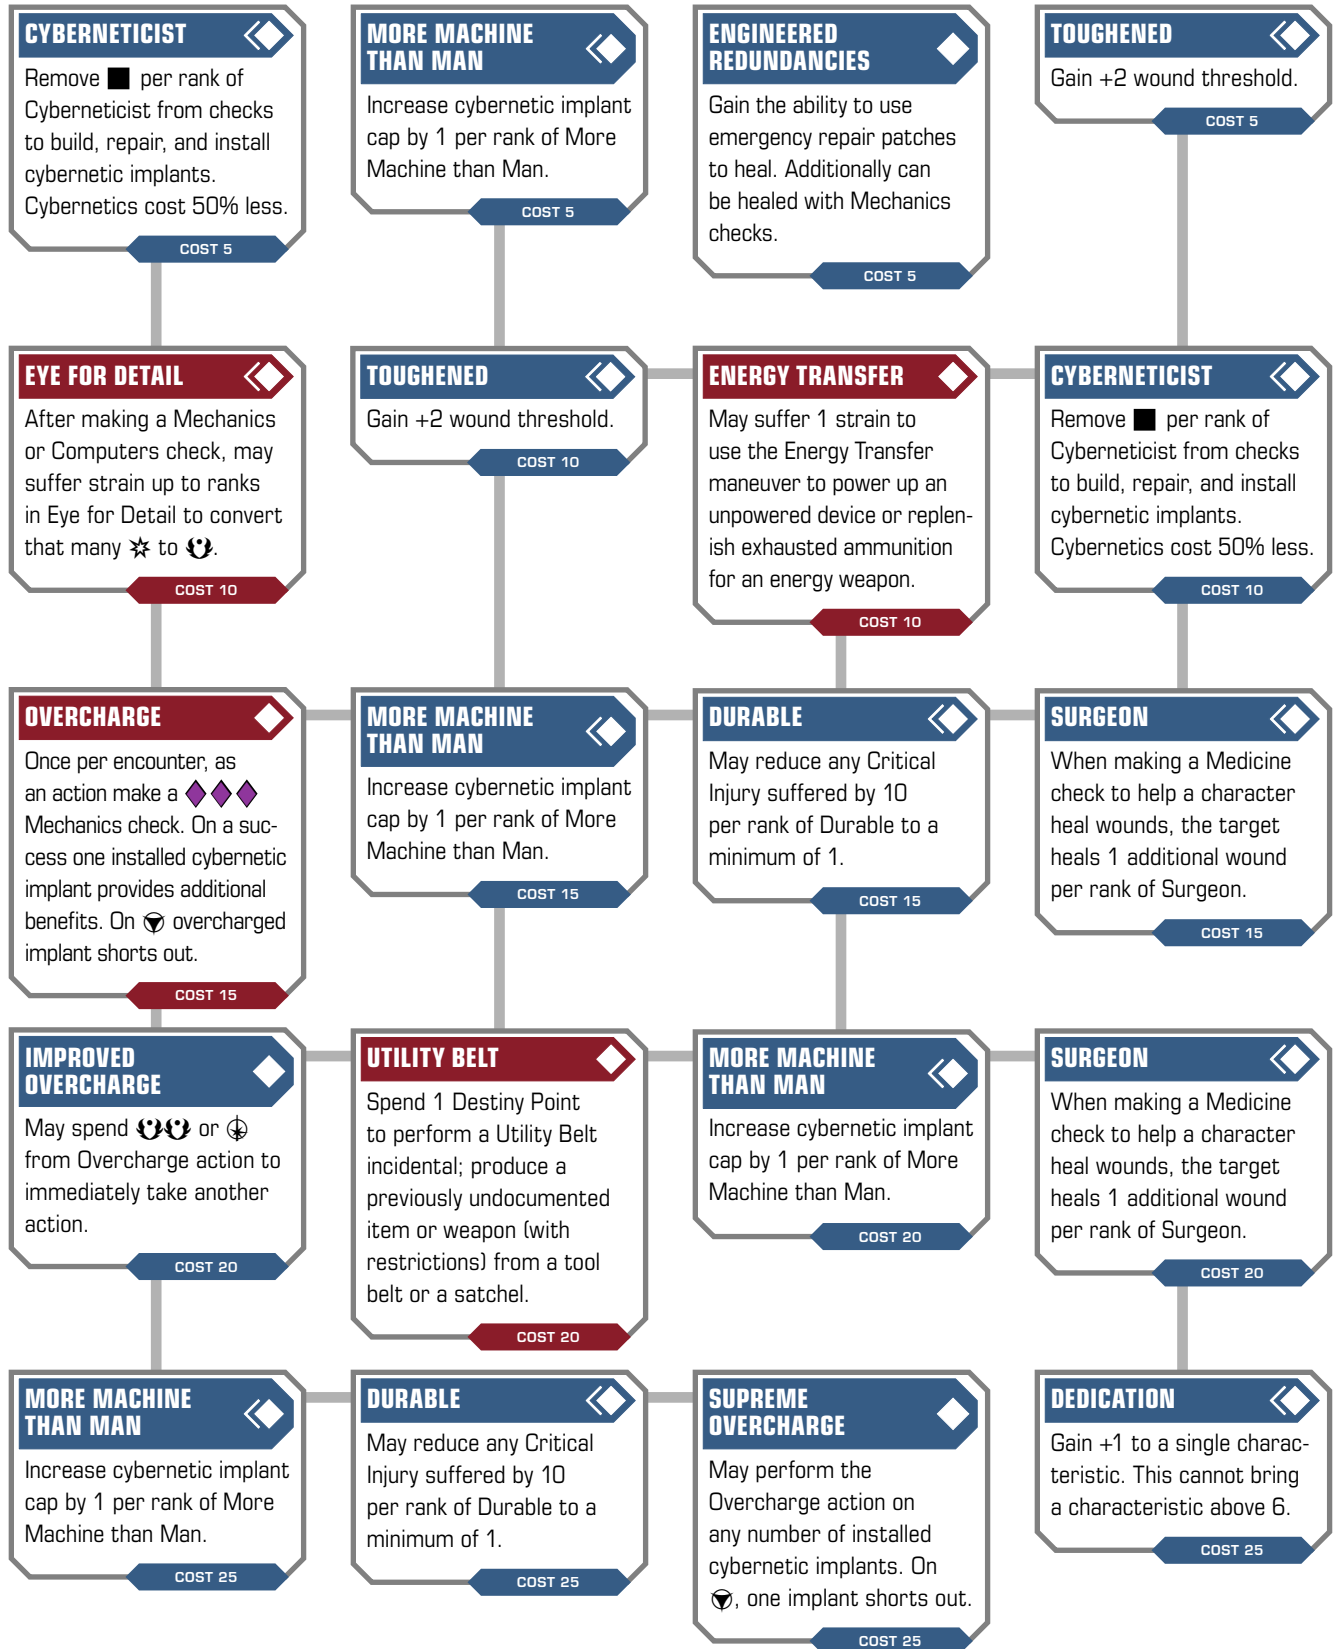 CYBERNETICIST
Remove per rank of
Cyberneticist from checks
to build, repair, and install
cybernetic implants.
Cybernetics cost 50% less.
COST 5
MORE MACHINE
THAN MAN
Increase cybernetic implant
cap by 1 per rank of More
Machine than Man.
COST 5
ENGINEERED
REDUNDANCIES
Gain the ability to use
emergency repair patches
to heal. Additionally can
be healed with Mechanics
checks.
COST 5
TOUGHENED
Gain +2 wound threshold.
COST 5
EYE FOR DETAIL
After making a Mechanics
or Computers check, may
suffer strain up to ranks
in Eye for Detail to convert
that many to .
COST 10
TOUGHENED
Gain +2 wound threshold.
COST 10
ENERGY TRANSFER
May suffer 1 strain to
use the Energy Transfer
maneuver to power up an
unpowered device or replen-
ish exhausted ammunition
for an energy weapon.
COST 10
CYBERNETICIST
Remove per rank of
Cyberneticist from checks
to build, repair, and install
cybernetic implants.
Cybernetics cost 50% less.
COST 10
OVERCHARGE
Once per encounter, as
an action make a
Mechanics check. On a suc-
cess one installed cybernetic
implant provides additional
benefits. On overcharged
implant shorts out.
COST 15
MORE MACHINE
THAN MAN
Increase cybernetic implant
cap by 1 per rank of More
Machine than Man.
COST 15
DURABLE
May reduce any Critical
Injury suffered by 10
per rank of Durable to a
minimum of 1.
COST 15
SURGEON
When making a Medicine
check to help a character
heal wounds, the target
heals 1 additional wound
per rank of Surgeon.
COST 15
IMPROVED
OVERCHARGE
May spend or
from Overcharge action to
immediately take another
action.
COST 20
UTILITY BELT
Spend 1 Destiny Point
to perform a Utility Belt
incidental; produce a
previously undocumented
item or weapon (with
restrictions) from a tool
belt or a satchel.
COST 20
MORE MACHINE
THAN MAN
Increase cybernetic implant
cap by 1 per rank of More
Machine than Man.
COST 20
SURGEON
When making a Medicine
check to help a character
heal wounds, the target
heals 1 additional wound
per rank of Surgeon.
COST 20
MORE MACHINE
THAN MAN
Increase cybernetic implant
cap by 1 per rank of More
Machine than Man.
COST 25
DURABLE
May reduce any Critical
Injury suffered by 10
per rank of Durable to a
minimum of 1.
COST 25
SUPREME
OVERCHARGE
May perform the
Overcharge action on
any number of installed
cybernetic implants. On
, one implant shorts out.
COST 25
DEDICATION
Gain +1 to a single charac-
teristic. This cannot bring
a characteristic above 6.
COST 25